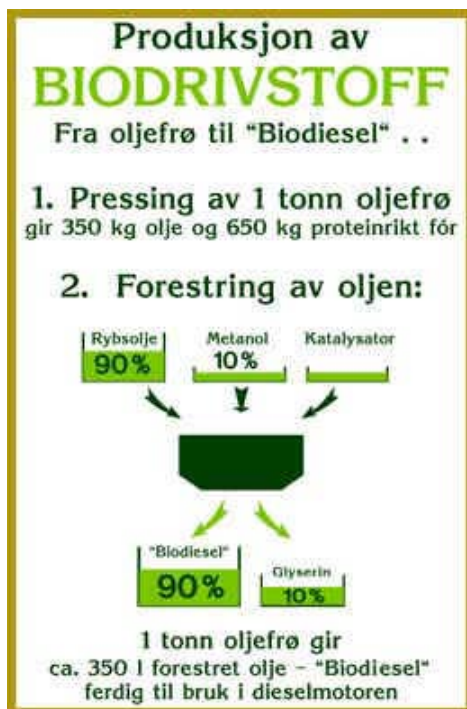 Produksjon av
BIODRIVSTOFF
Fra oljefrø til "Biodiesel" . .
1. Pressing av 1 tonn oljefrø
gir 350 kg olje og 650 kg proteinrikt fór
2. Forestring av oljen:
Rybsolje Metanol Katalysator
90% 10%
"Biodiesel" Glyserin
90% 10%
1 tonn oljefrø gir
ca. 350 l forestret olje – "Biodiesel"
ferdig til bruk i dieselmotoren